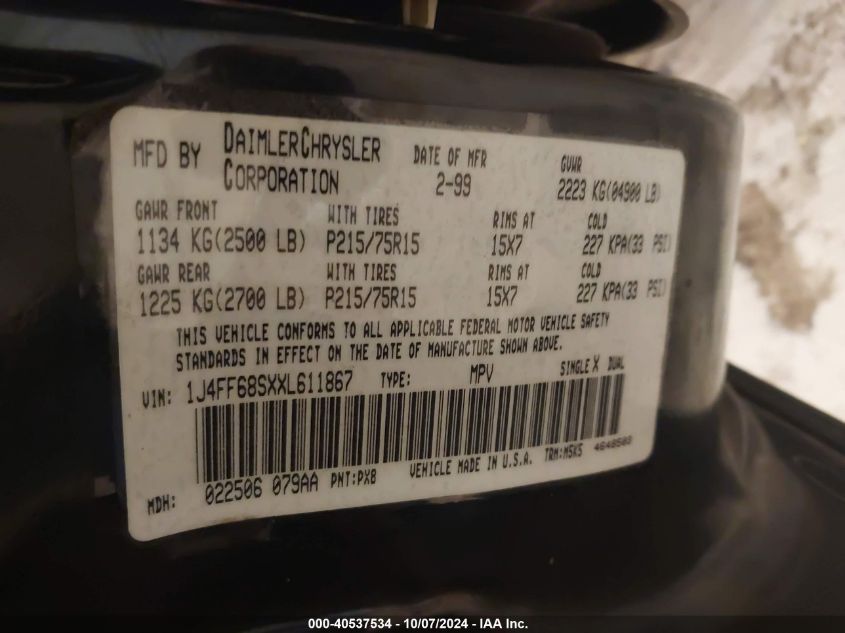 MFD BY DAIMLERCHRYSLER CORPORATION DATE OF MFR 2-99 GVWR 2223 KG(04900 LB)
GAWR FRONT WITH TIRES RIMS AT COLD
1134 KG(2500 LB) P215/75R15 15X7 227 KPA(33 PSI)
GAWR REAR WITH TIRES RIMS AT COLD
1225 KG(2700 LB) P215/75R15 15X7 227 KPA(33 PSI)
THIS VEHICLE CONFORMS TO ALL APPLICABLE FEDERAL MOTOR VEHICLE SAFETY
STANDARDS IN EFFECT ON THE DATE OF MANUFACTURE SHOWN ABOVE.
VIN: 1J4FF68SXXL611867 TYPE: MPV SINGLE X DUAL
MDH: 022506 079AA PNT:PX8 VEHICLE MADE IN U.S.A. TRM:M5K5
000-40537534 - 10/07/2024 - IAA Inc.